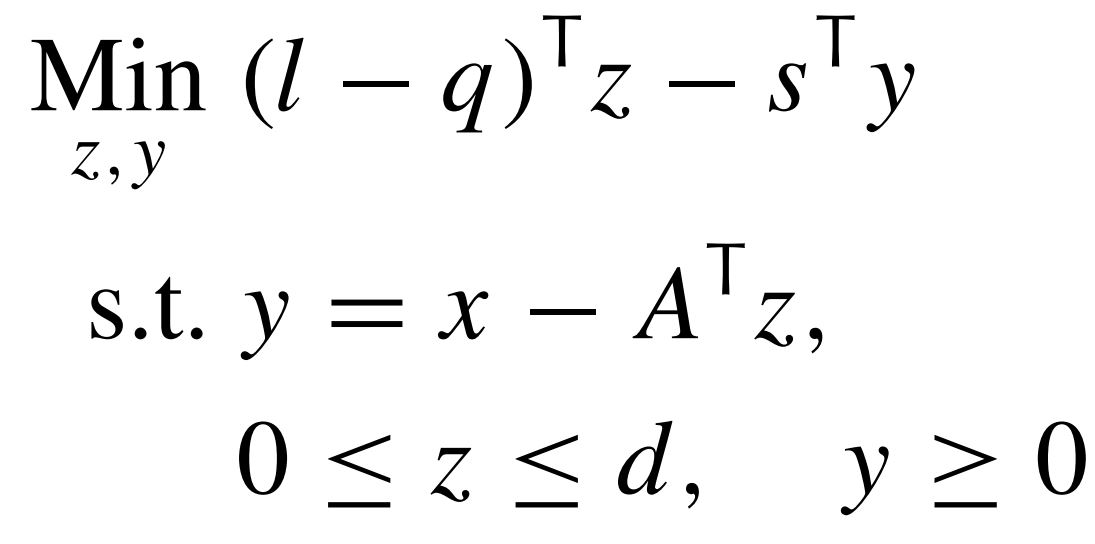 Min (l − q)ᵀz − sᵀy
z, y
s.t. y = x − Aᵀz,
0 ≤ z ≤ d, y ≥ 0